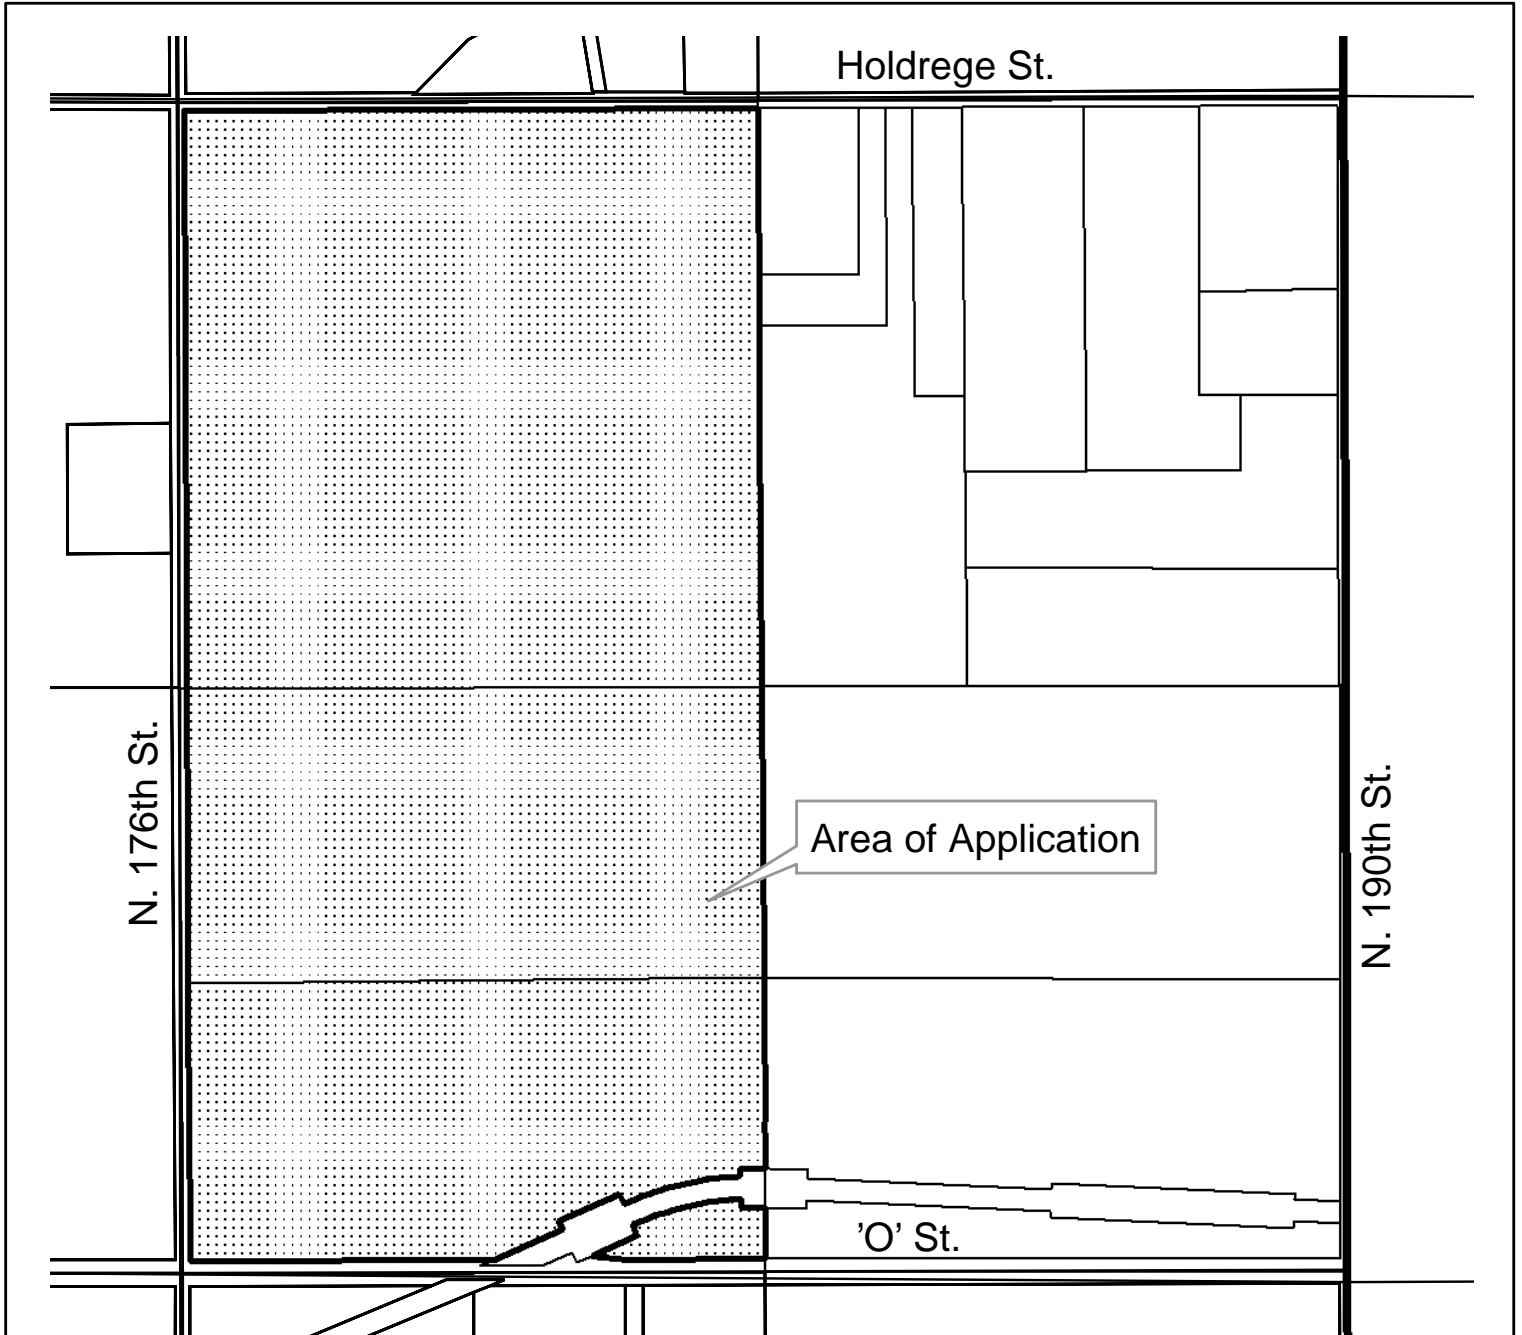 Holdrege St.
N. 176th St.
Area of Application
N. 190th St.
'O' St.